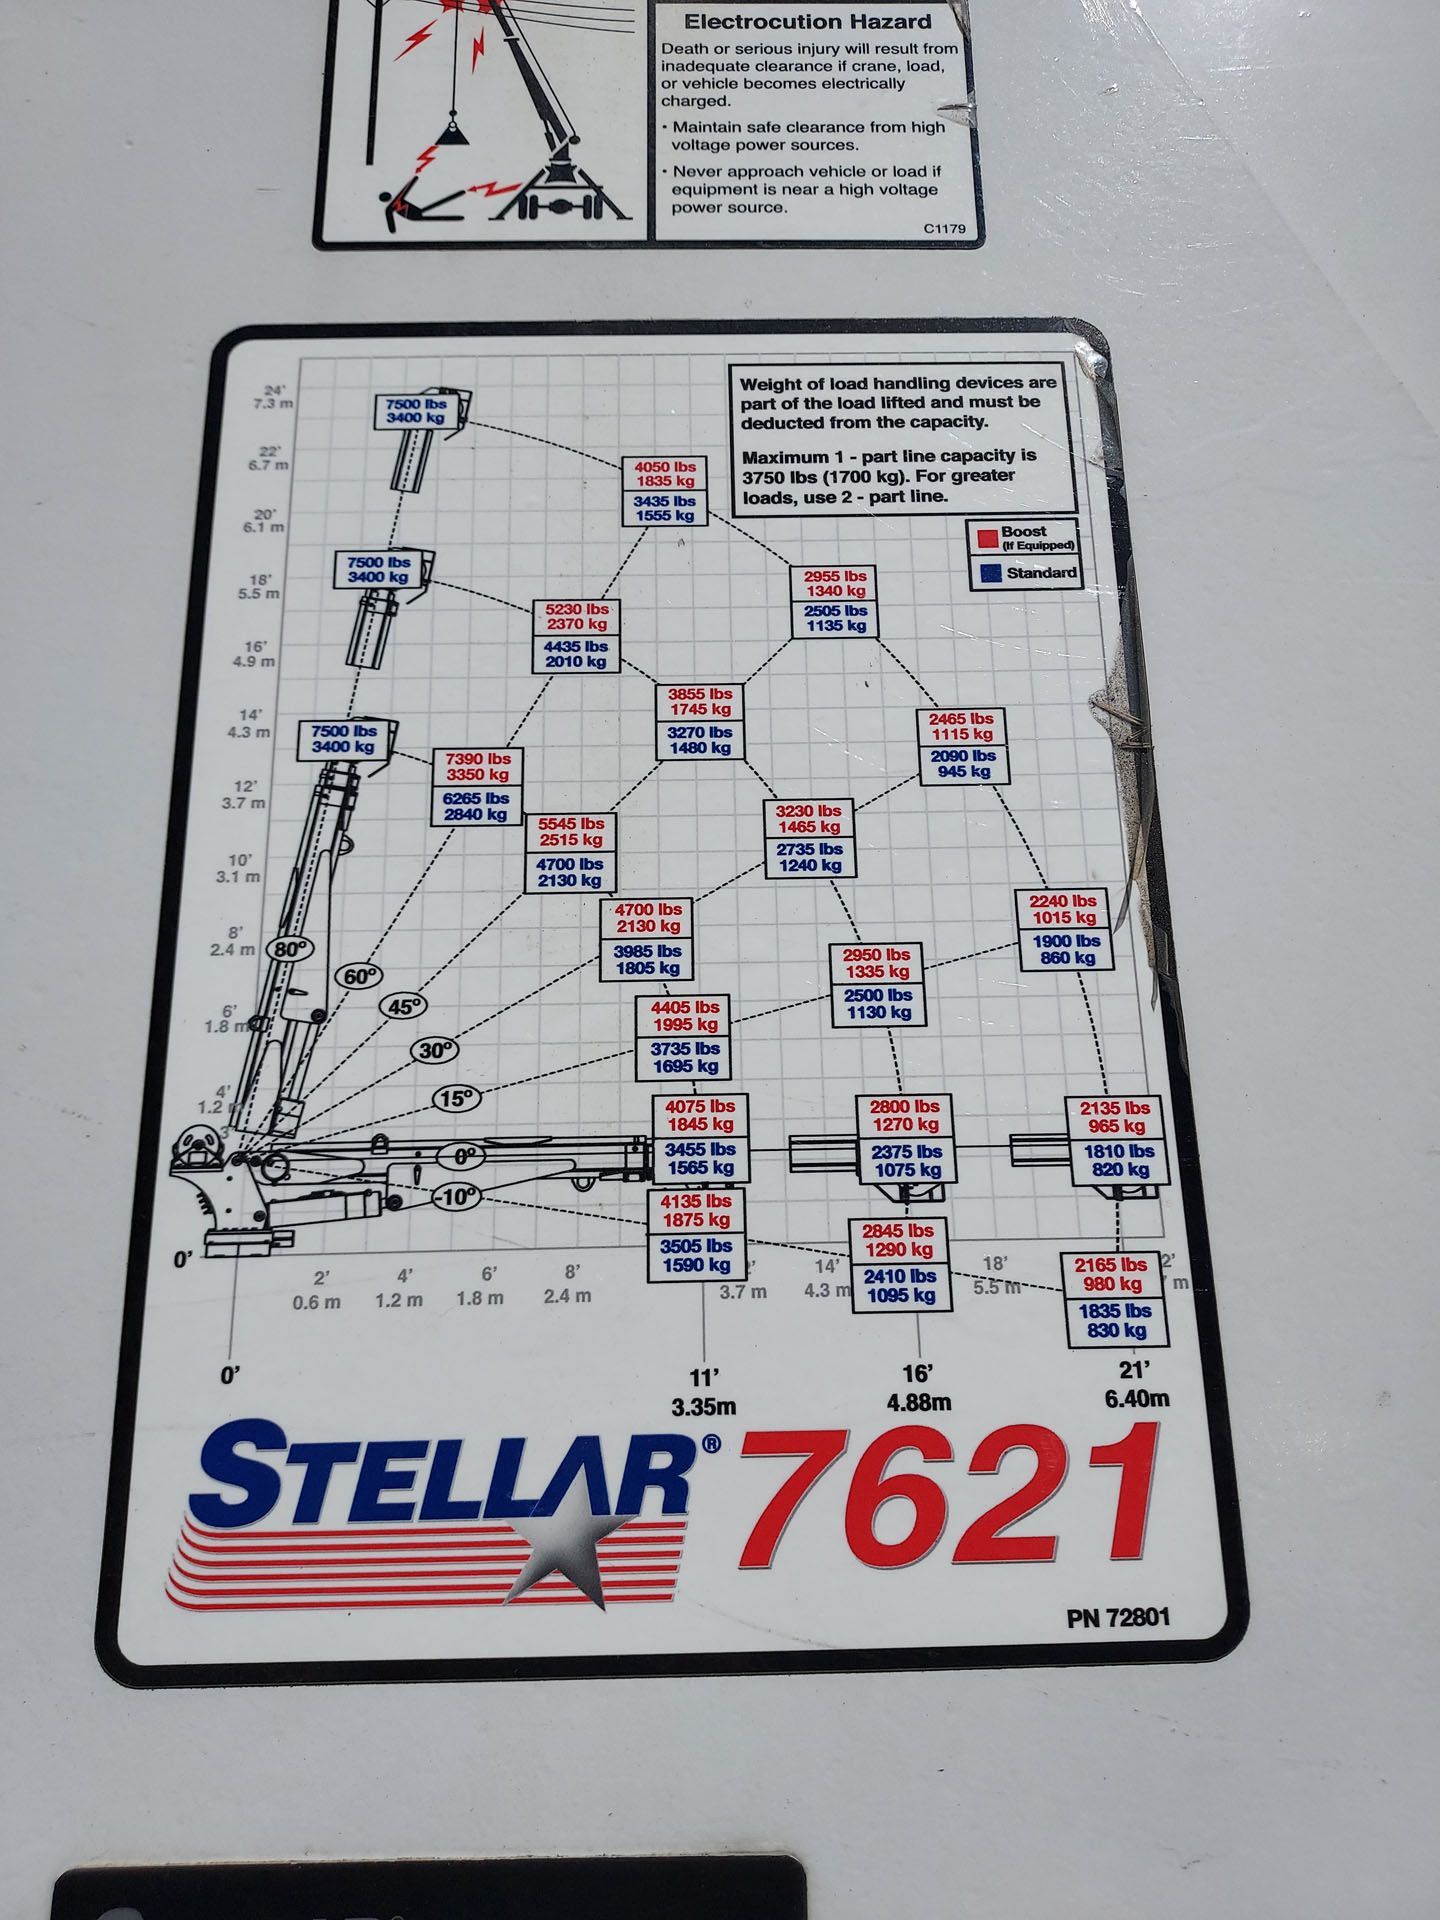 Electrocution Hazard
Death or serious injury will result from
inadequate clearance if crane, load,
or vehicle becomes electrically
charged.
• Maintain safe clearance from high
voltage power sources.
• Never approach vehicle or load if
equipment is near a high voltage
power source.
C1179
Weight of load handling devices are
part of the load lifted and must be
deducted from the capacity.
Maximum 1 - part line capacity is
3750 lbs (1700 kg). For greater
loads, use 2 - part line.
Boost
(If Equipped)
Standard
24'
7.3 m
22'
6.7 m
20'
6.1 m
18'
5.5 m
16'
4.9 m
14'
4.3 m
12'
3.7 m
10'
3.1 m
8'
2.4 m
6'
1.8 m
4'
1.2
3'
0'
7500 lbs
3400 kg
4050 lbs
1835 kg
3435 lbs
1555 kg
2955 lbs
1340 kg
2505 lbs
1135 kg
2465 lbs
1115 kg
2090 lbs
945 kg
2240 lbs
1015 kg
1900 lbs
860 kg
2135 lbs
965 kg
1810 lbs
820 kg
2165 lbs
980 kg
1835 lbs
830 kg
7500 lbs
3400 kg
5230 lbs
2370 kg
4435 lbs
2010 kg
3855 lbs
1745 kg
3270 lbs
1480 kg
3230 lbs
1465 kg
2735 lbs
1240 kg
2950 lbs
1335 kg
2500 lbs
1130 kg
2800 lbs
1270 kg
2375 lbs
1075 kg
2845 lbs
1290 kg
2410 lbs
1095 kg
7500 lbs
3400 kg
7390 lbs
3350 kg
6265 lbs
2840 kg
5545 lbs
2515 kg
4700 lbs
2130 kg
4700 lbs
2130 kg
3985 lbs
1805 kg
4405 lbs
1995 kg
3735 lbs
1695 kg
4075 lbs
1845 kg
3455 lbs
1565 kg
4135 lbs
1875 kg
3505 lbs
1590 kg
80º
60º
45º
30º
15º
0º
-10º
2' 4' 6' 8' 2' 14' 18' 2'
0.6 m 1.2 m 1.8 m 2.4 m 3.7 m 4.3 m 5.5 m m
0' 11' 16' 21'
3.35m 4.88m 6.40m
STELLAR® 7621
PN 72801